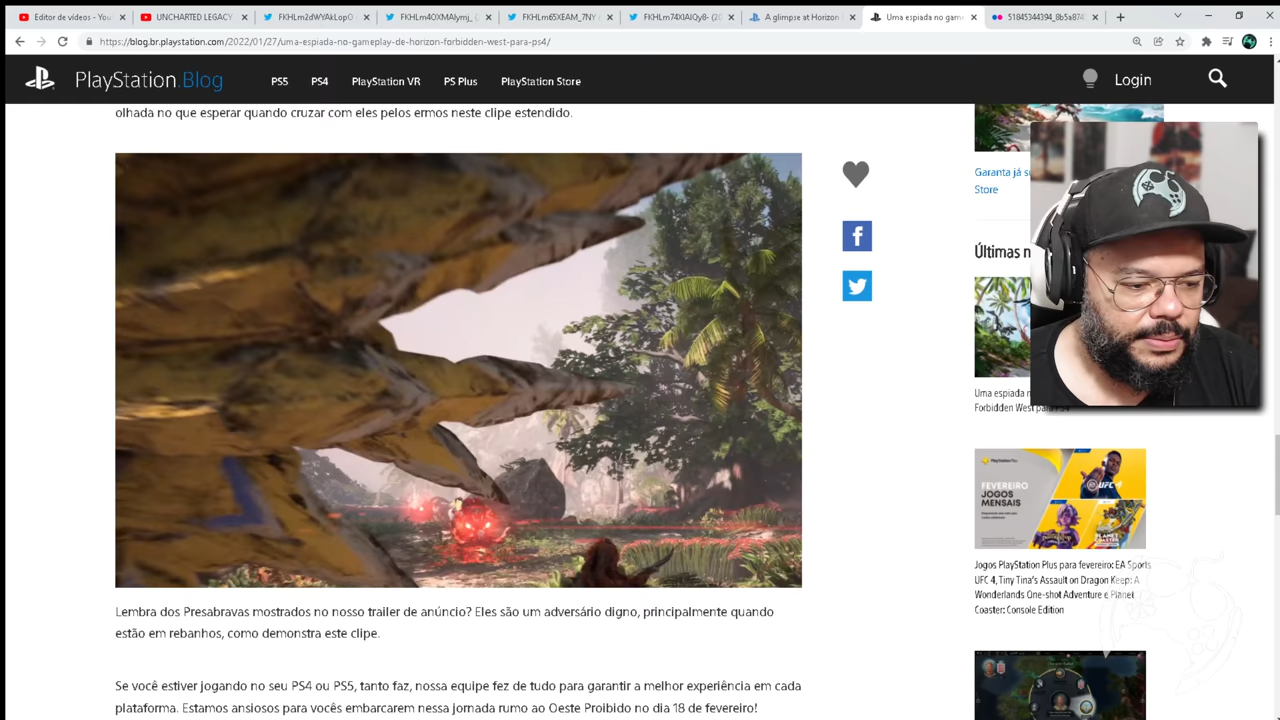 Editor de vídeos - You
UNCHARTED LEGACY
FKHLm2dWYAkLopO
FKHLm4OXMAIymj_
FKHLm65XEAM_7NY
FKHLm74XIAIQy8- (20
A glimpse at Horizon
Uma espiada no gam
51845344394_8b5a87
https://blog.br.playstation.com/2022/01/27/uma-espiada-no-gameplay-de-horizon-forbidden-west-para-ps4/
PlayStation.Blog
PS5
PS4
PlayStation VR
PS Plus
PlayStation Store
Login
olhada no que esperar quando cruzar com eles pelos ermos neste clipe estendido.
Garanta já s
Store
Últimas n
Uma espiada n
Forbidden West para PS4
FEVEREIRO
JOGOS
MENSAIS
UFC 4
PLANET
COASTER
Jogos PlayStation Plus para fevereiro: EA Sports
UFC 4, Tiny Tina's Assault on Dragon Keep: A
Wonderlands One-shot Adventure e Planet
Coaster: Console Edition
Lembra dos Presabravas mostrados no nosso trailer de anúncio? Eles são um adversário digno, principalmente quando
estão em rebanhos, como demonstra este clipe.
Se você estiver jogando no seu PS4 ou PS5, tanto faz, nossa equipe fez de tudo para garantir a melhor experiência em cada
plataforma. Estamos ansiosos para vocês embarcarem nessa jornada rumo ao Oeste Proibido no dia 18 de fevereiro!